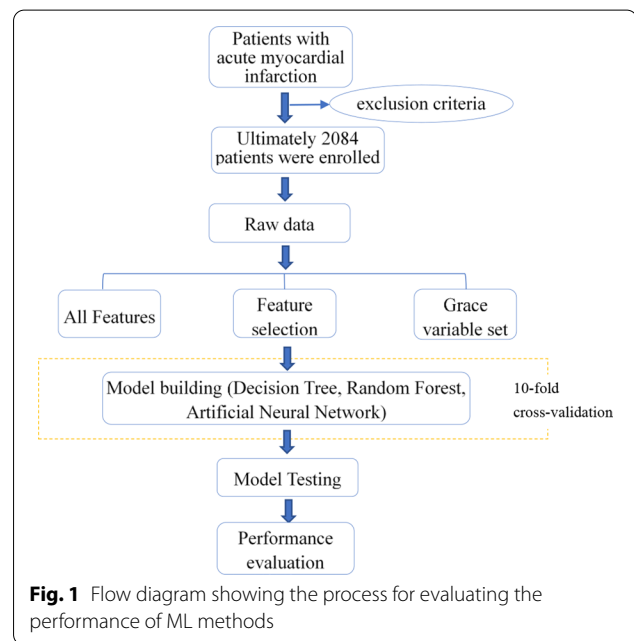 Patients with
acute myocardial
infarction
exclusion criteria
Ultimately 2084
patients were enrolled
Raw data
All Features
Feature
selection
Grace
variable set
Model building (Decision Tree, Random Forest,
Artificial Neural Network)
10-fold
cross-validation
Model Testing
Performance
evaluation
Fig. 1 Flow diagram showing the process for evaluating the
performance of ML methods